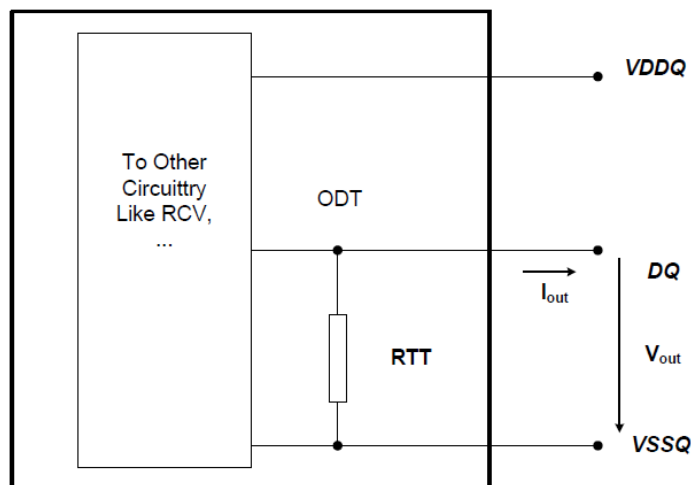 VDDQ
To Other
Circuittry
Like RCV,
...
ODT
DQ
Iout
RTT
Vout
VSSQ